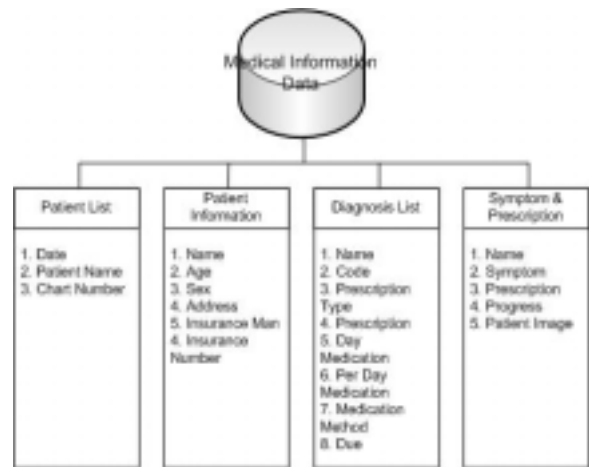 Medical Information
Data
Patient List
1. Date
2. Patient Name
3. Chart Number
Patient
Information
1. Name
2. Age
3. Sex
4. Address
5. Insurance Man
4. Insurance
Number
Diagnosis List
1. Name
2. Code
3. Prescription
Type
4. Prescription
5. Day
Medication
6. Per Day
Medication
7. Medication
Method
8. Due
Symptom &
Prescription
1. Name
2. Symptom
3. Prescription
4. Progress
5. Patient Image